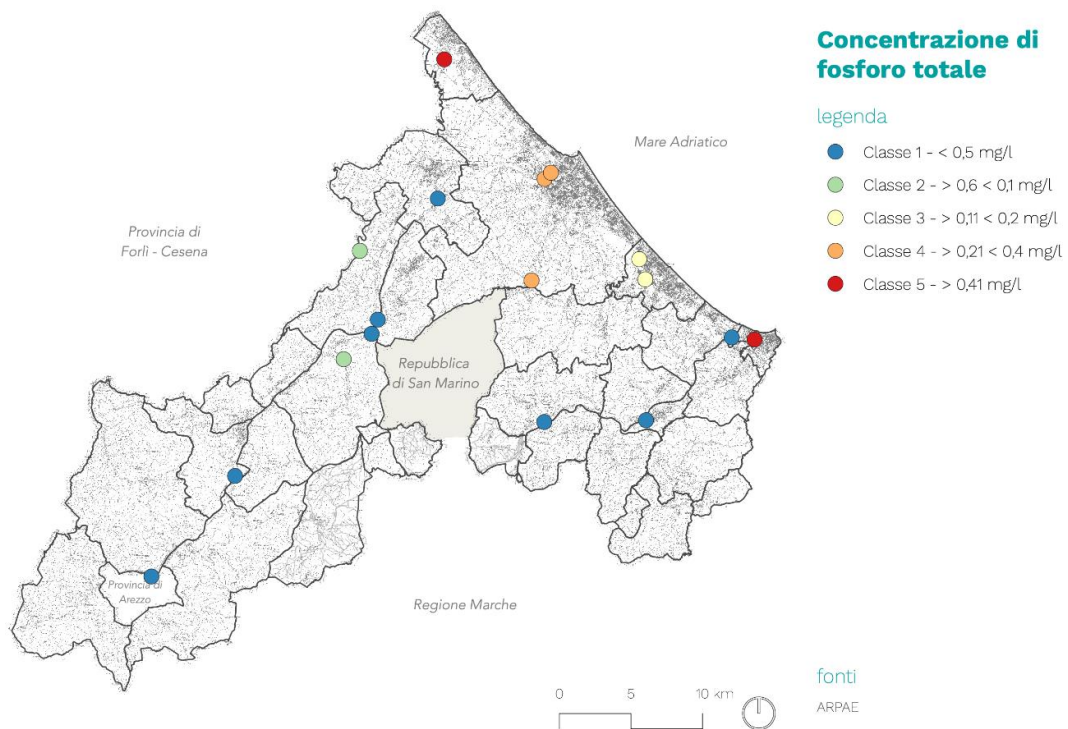 Concentrazione di
fosforo totale
legenda
Classe 1 - < 0,5 mg/l
Classe 2 - > 0,6 < 0,1 mg/l
Classe 3 - > 0,11 < 0,2 mg/l
Classe 4 - > 0,21 < 0,4 mg/l
Classe 5 - > 0,41 mg/l
Mare Adriatico
Provincia di
Forlì - Cesena
Repubblica
di San Marino
Provincia di
Arezzo
Regione Marche
0 5 10 km
fonti
ARPAE